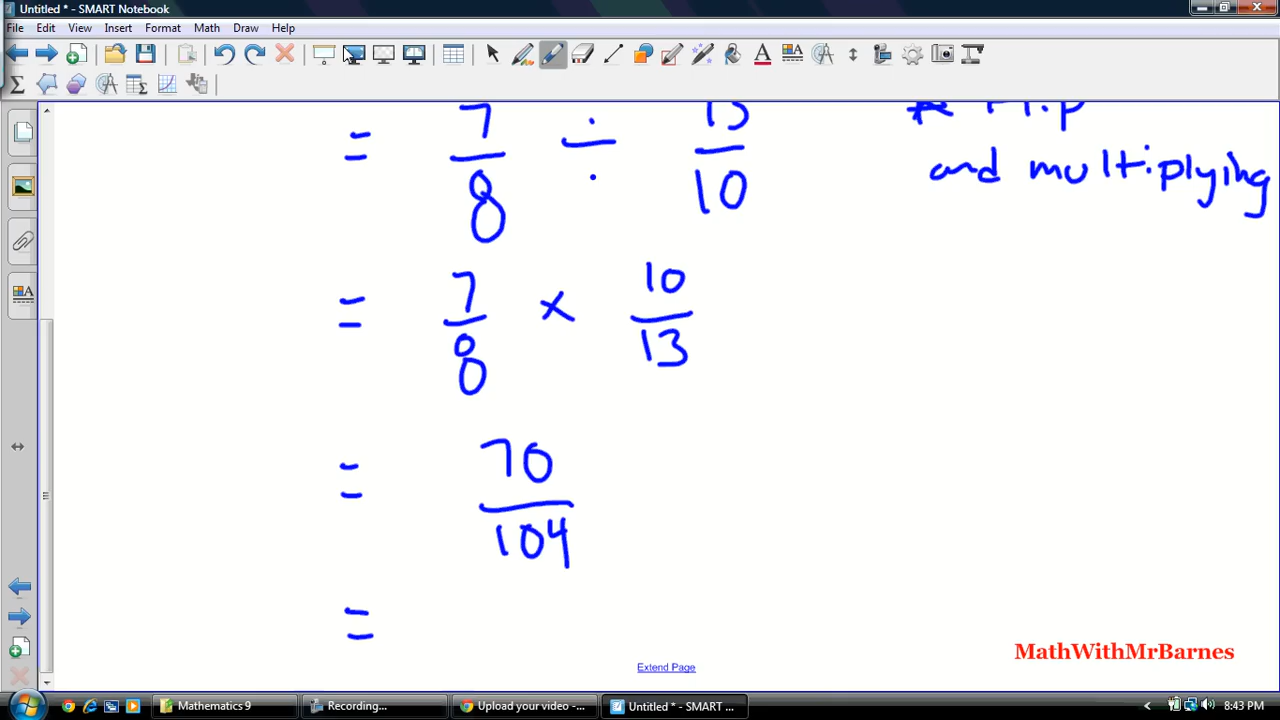 Untitled * - SMART Notebook
File Edit View Insert Format Math Draw Help
= 7/8 ÷ 13/10
* Flip
and multiplying
= 7/8 × 10/13
= 70/104
=
MathWithMrBarnes
Extend Page
Mathematics 9
Recording...
Upload your video -...
Untitled * - SMART ...
8:43 PM